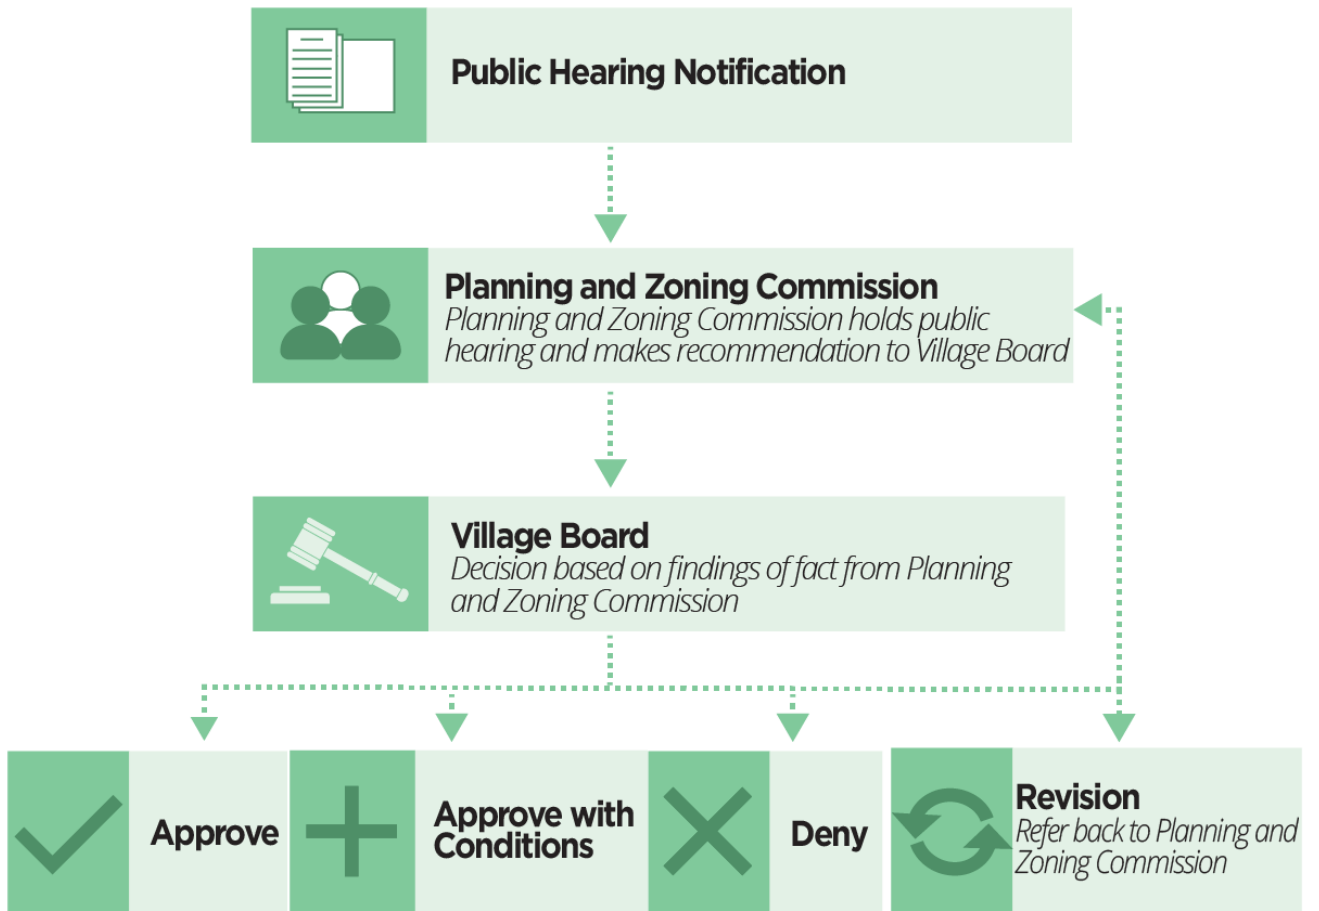 Public Hearing Notification
Planning and Zoning Commission
Planning and Zoning Commission holds public
hearing and makes recommendation to Village Board
Village Board
Decision based on findings of fact from Planning
and Zoning Commission
Approve
Approve with
Conditions
Deny
Revision
Refer back to Planning and
Zoning Commission